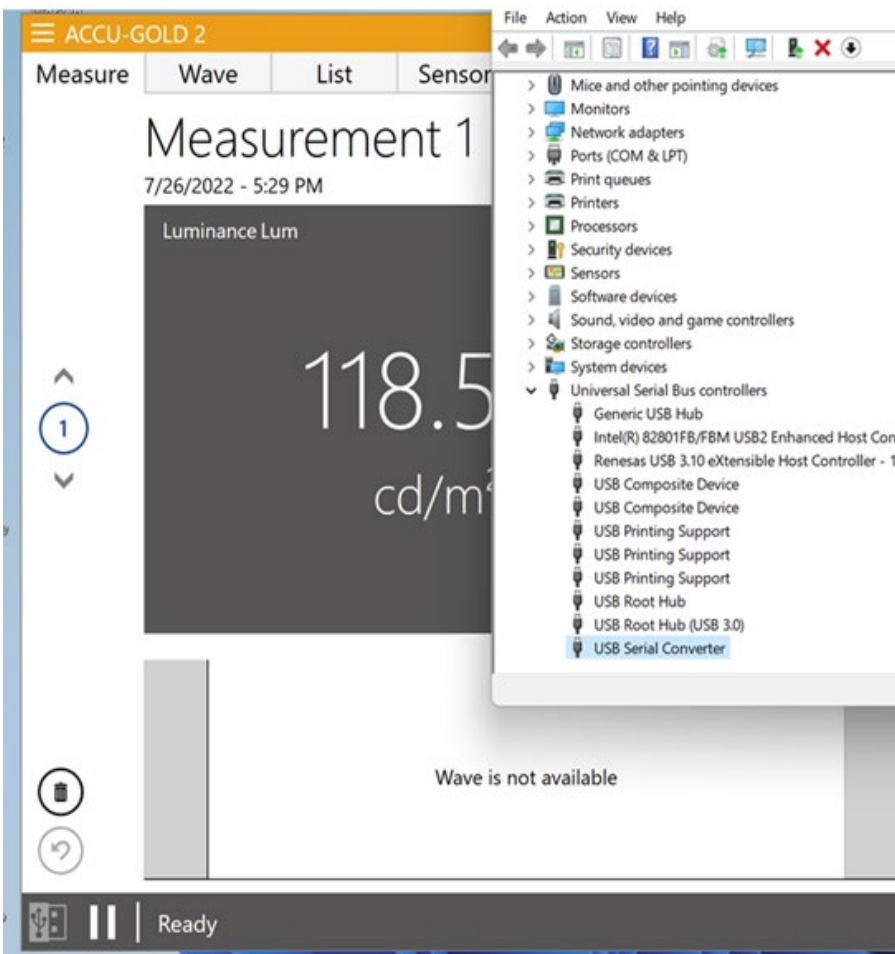 ACCU-GOLD 2
Measure Wave List Sensor
Measurement 1
7/26/2022 - 5:29 PM
Luminance Lum
118.5
cd/m²
1
Wave is not available
Ready
File Action View Help
Mice and other pointing devices
Monitors
Network adapters
Ports (COM & LPT)
Print queues
Printers
Processors
Security devices
Sensors
Software devices
Sound, video and game controllers
Storage controllers
System devices
Universal Serial Bus controllers
Generic USB Hub
Intel(R) 82801FB/FBM USB2 Enhanced Host Con
Renesas USB 3.10 eXtensible Host Controller - 1
USB Composite Device
USB Composite Device
USB Printing Support
USB Printing Support
USB Printing Support
USB Root Hub
USB Root Hub (USB 3.0)
USB Serial Converter